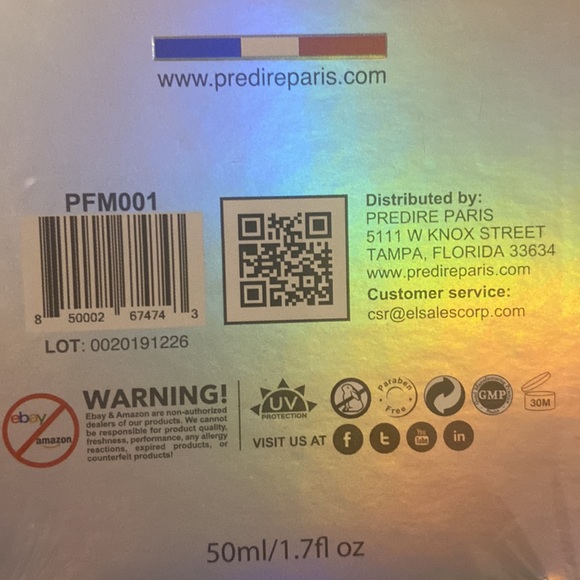 www.predireparis.com
PFM001
8 50002 67474 3
LOT: 0020191226
Distributed by:
PREDIRE PARIS
5111 W KNOX STREET
TAMPA, FLORIDA 33634
www.predireparis.com
Customer service:
csr@elsalescorp.com
ebay
amazon
WARNING!
Ebay & Amazon are non-authorized
dealers of our products. We cannot
be responsible for product quality,
freshness, performance, any allergy
reactions, expired products, or
counterfeit products!
UV
PROTECTION
Paraben
Free
GMP
30M
VISIT US AT
f
t
You
Tube
in
50ml/1.7fl oz